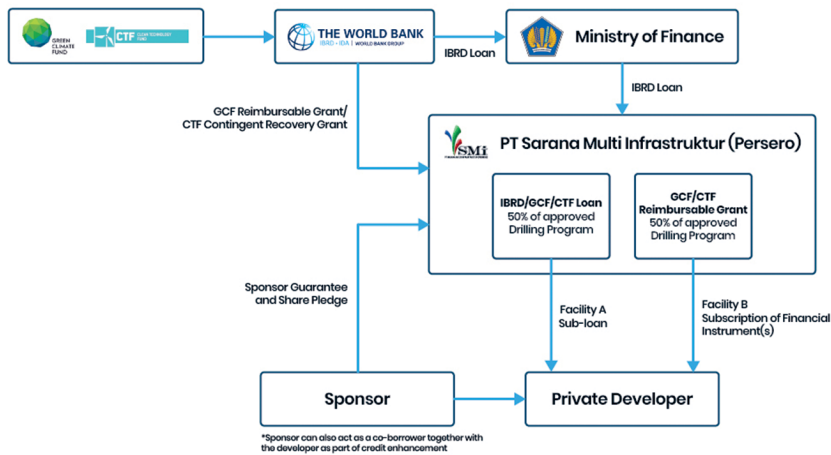 GREEN
CLIMATE
FUND
CTF CLEAN TECHNOLOGY
FUND
THE WORLD BANK
IBRD • IDA | WORLD BANK GROUP
IBRD Loan
Ministry of Finance
IBRD Loan
GCF Reimbursable Grant/
CTF Contingent Recovery Grant
SMi
PT Sarana Multi Infrastruktur (Persero)
IBRD/GCF/CTF Loan
50% of approved
Drilling Program
GCF/CTF
Reimbursable Grant
50% of approved
Drilling Program
Sponsor Guarantee
and Share Pledge
Facility A
Sub-loan
Facility B
Subscription of Financial
Instrument(s)
Sponsor
Private Developer
*Sponsor can also act as a co-borrower together with
the developer as part of credit enhancement